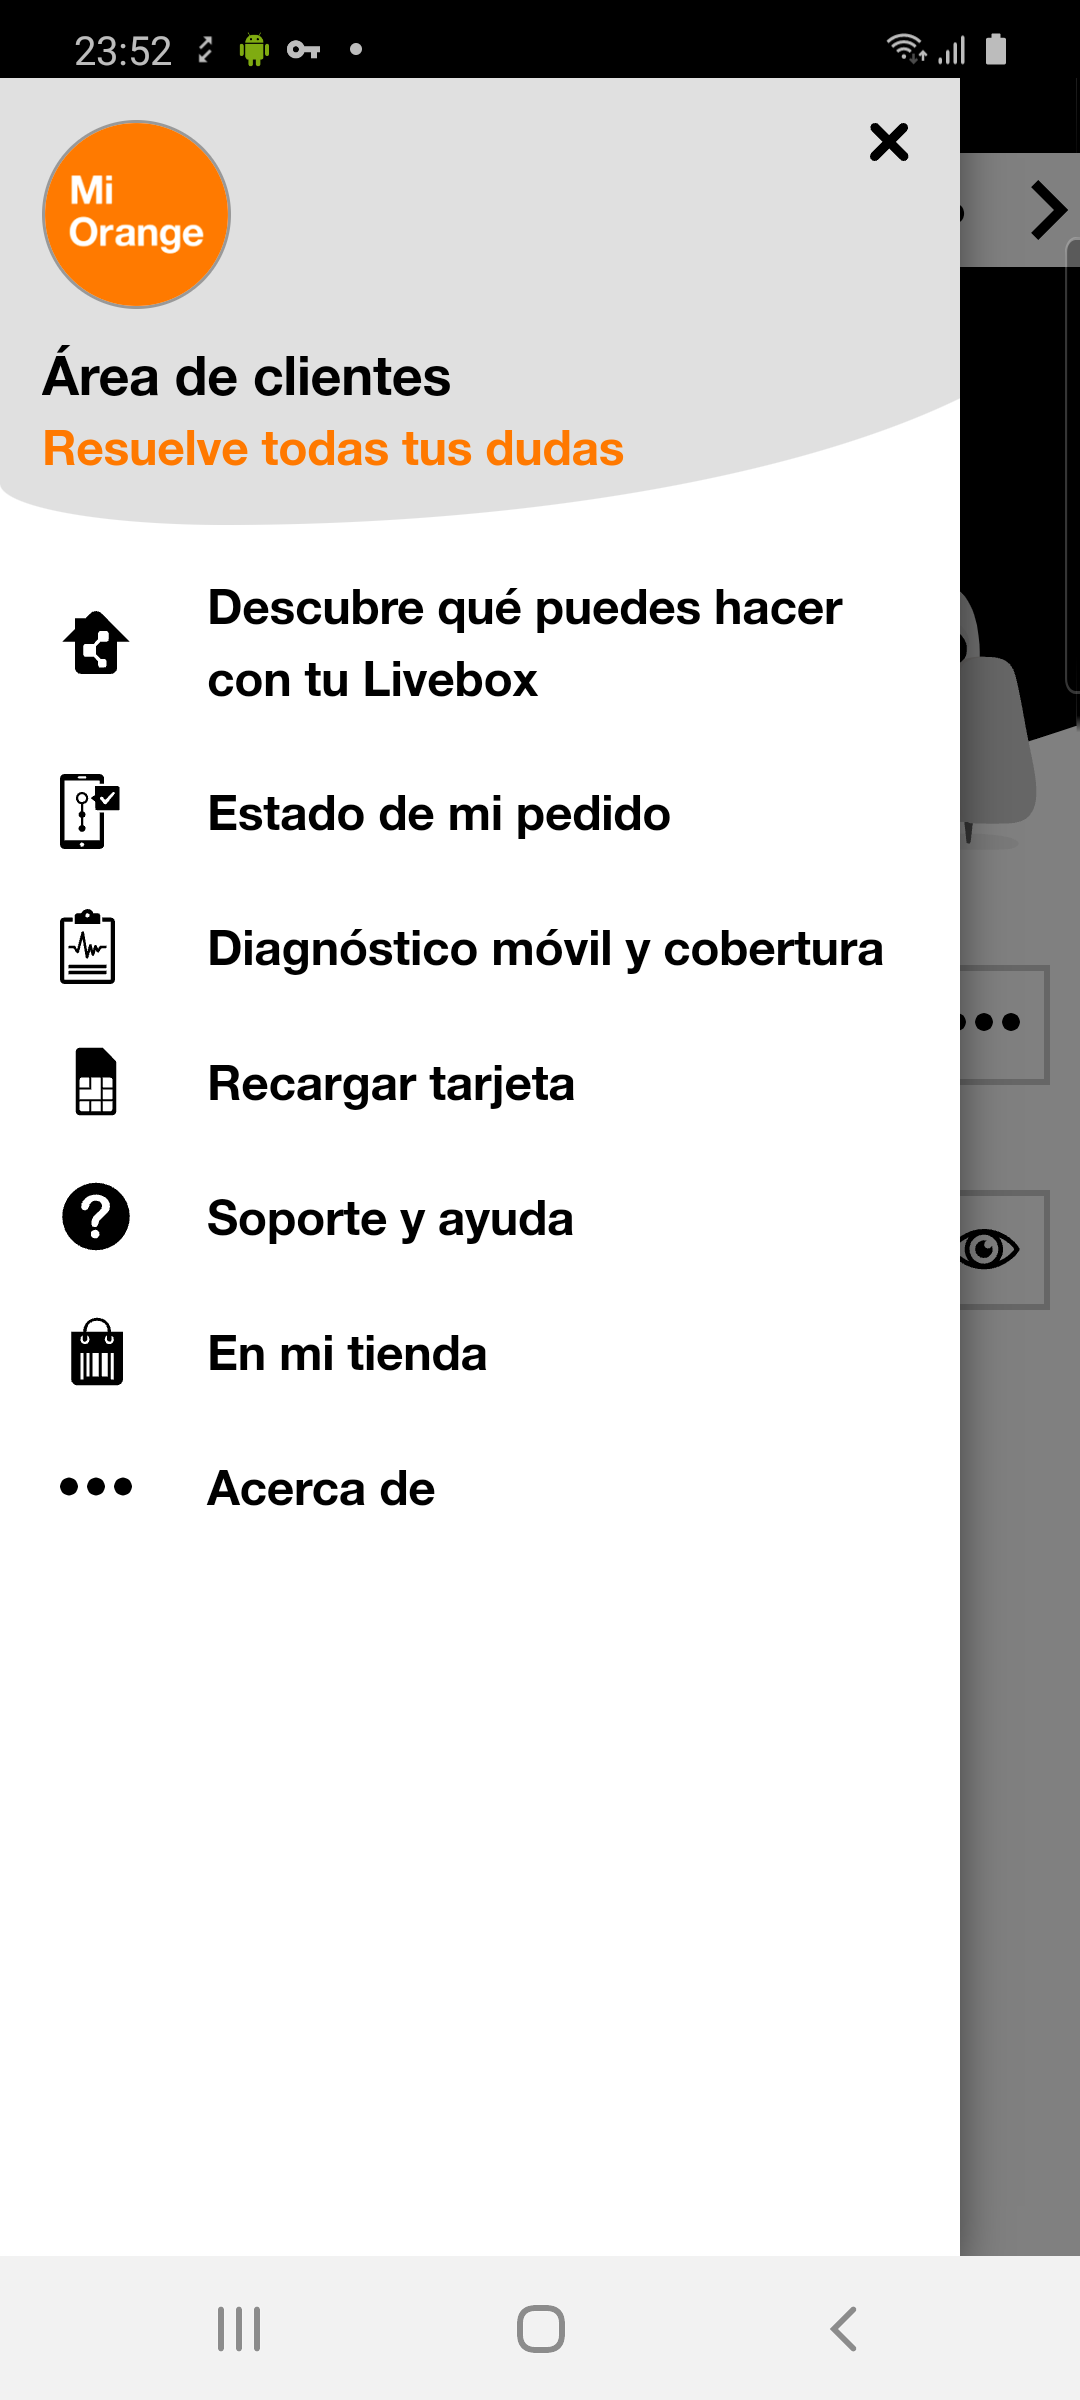 23:52
Mi
Orange
Área de clientes
Resuelve todas tus dudas
Descubre qué puedes hacer
con tu Livebox
Estado de mi pedido
Diagnóstico móvil y cobertura
Recargar tarjeta
Soporte y ayuda
En mi tienda
Acerca de